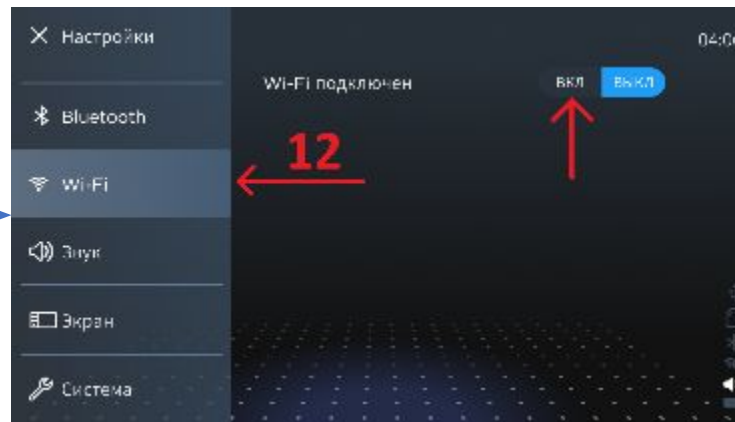 Настройки
04:0
Wi-Fi подключен
ВКЛ ВЫКЛ
Bluetooth
12
Wi-Fi
Звук
Экран
Система